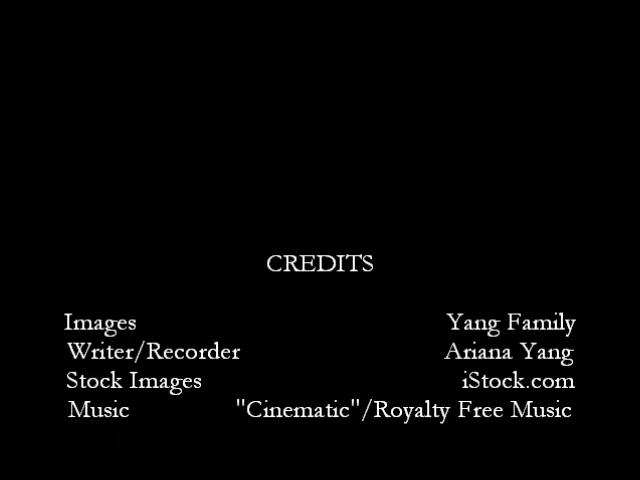 CREDITS
Images Yang Family
Writer/Recorder Ariana Yang
Stock Images iStock.com
Music "Cinematic"/Royalty Free Music